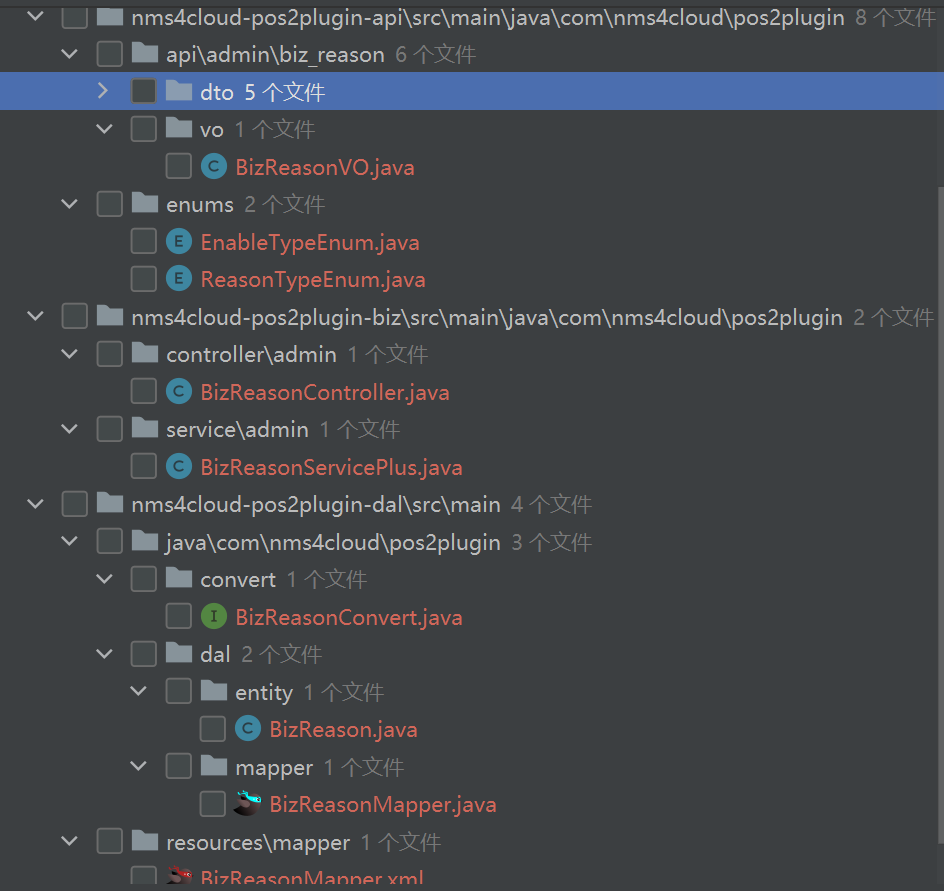 nms4cloud-pos2plugin-api\src\main\java\com\nms4cloud\pos2plugin 8 个文件
api\admin\biz_reason 6 个文件
dto 5 个文件
vo 1 个文件
C BizReasonVO.java
enums 2 个文件
E EnableTypeEnum.java
E ReasonTypeEnum.java
nms4cloud-pos2plugin-biz\src\main\java\com\nms4cloud\pos2plugin 2 个文件
controller\admin 1 个文件
C BizReasonController.java
service\admin 1 个文件
C BizReasonServicePlus.java
nms4cloud-pos2plugin-dal\src\main 4 个文件
java\com\nms4cloud\pos2plugin 3 个文件
convert 1 个文件
I BizReasonConvert.java
dal 2 个文件
entity 1 个文件
C BizReason.java
mapper 1 个文件
BizReasonMapper.java
resources\mapper 1 个文件
BizReasonMapper.xml